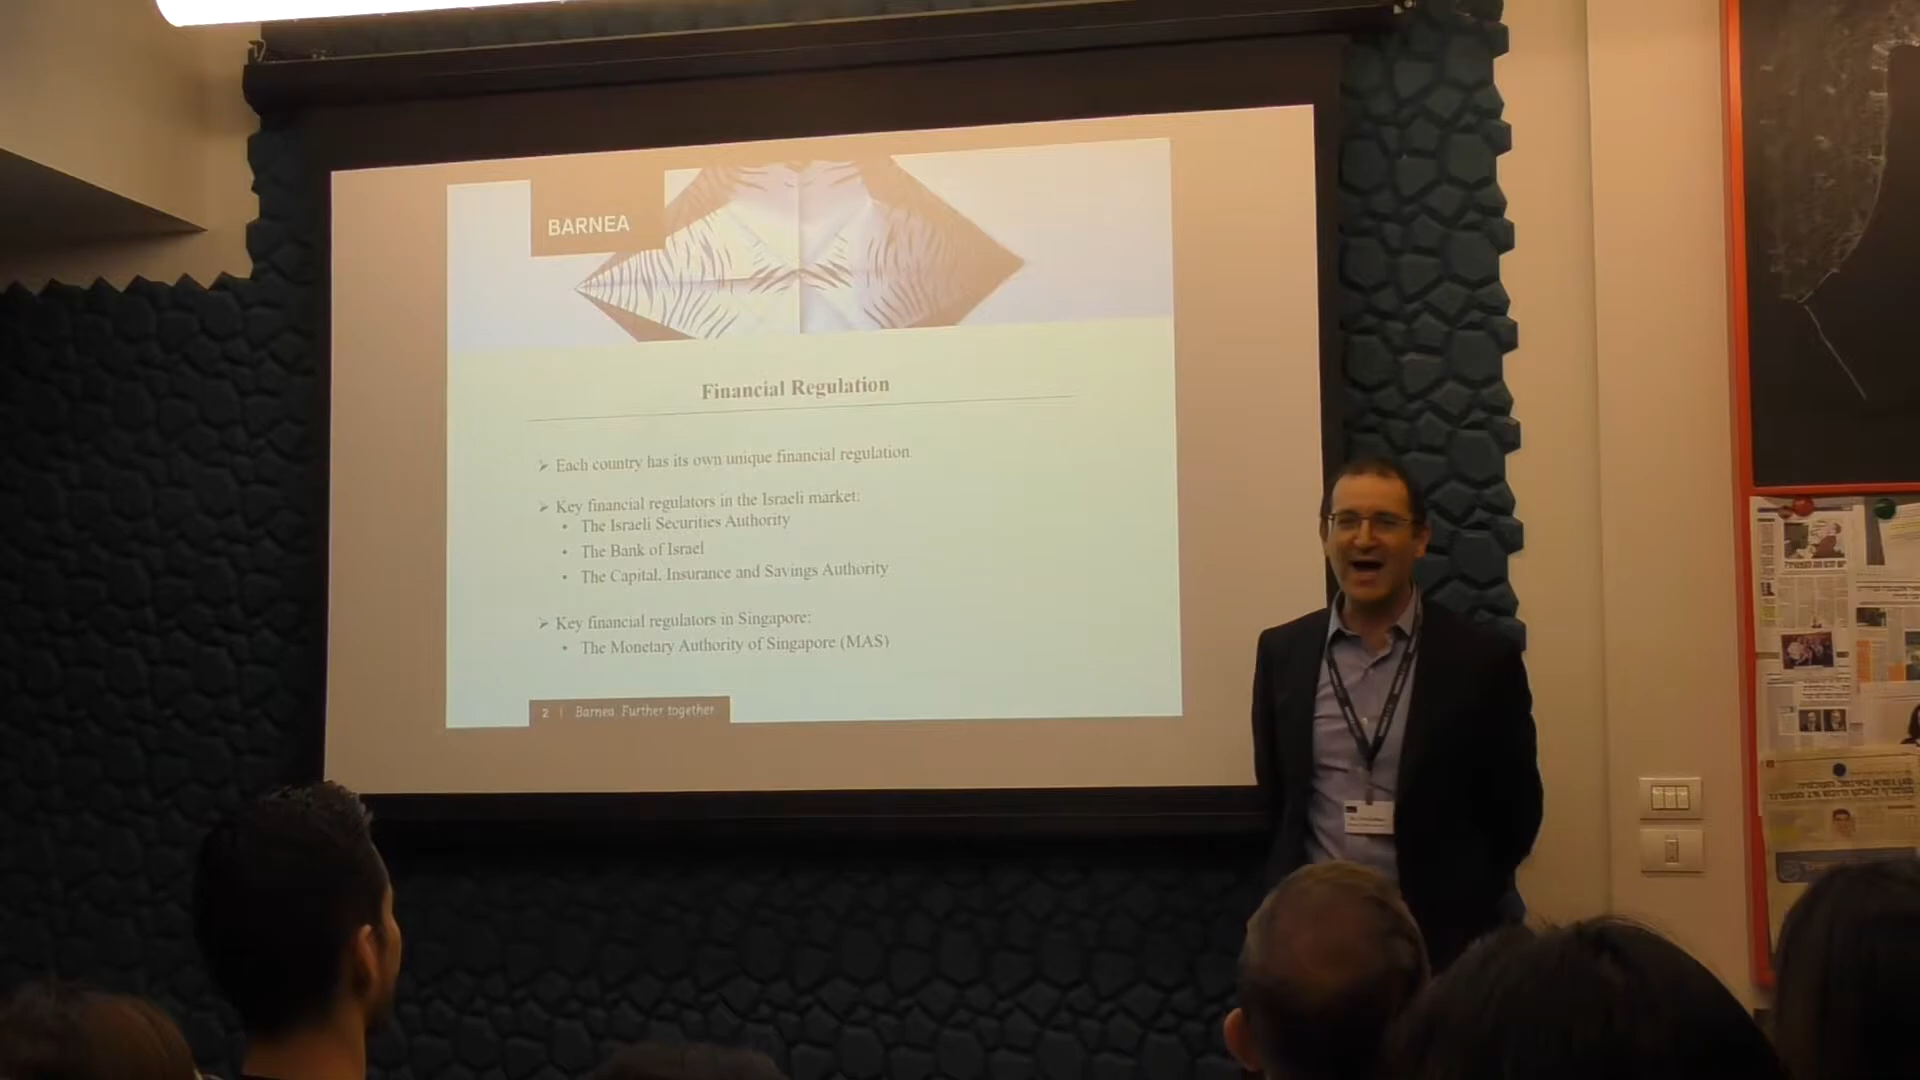 BARNEA
Financial Regulation
Each country has its own unique financial regulation
Key financial regulators in the Israeli market:
The Israeli Securities Authority
The Bank of Israel
The Capital, Insurance and Savings Authority
Key financial regulators in Singapore:
The Monetary Authority of Singapore (MAS)
2 | Barnea. Further together